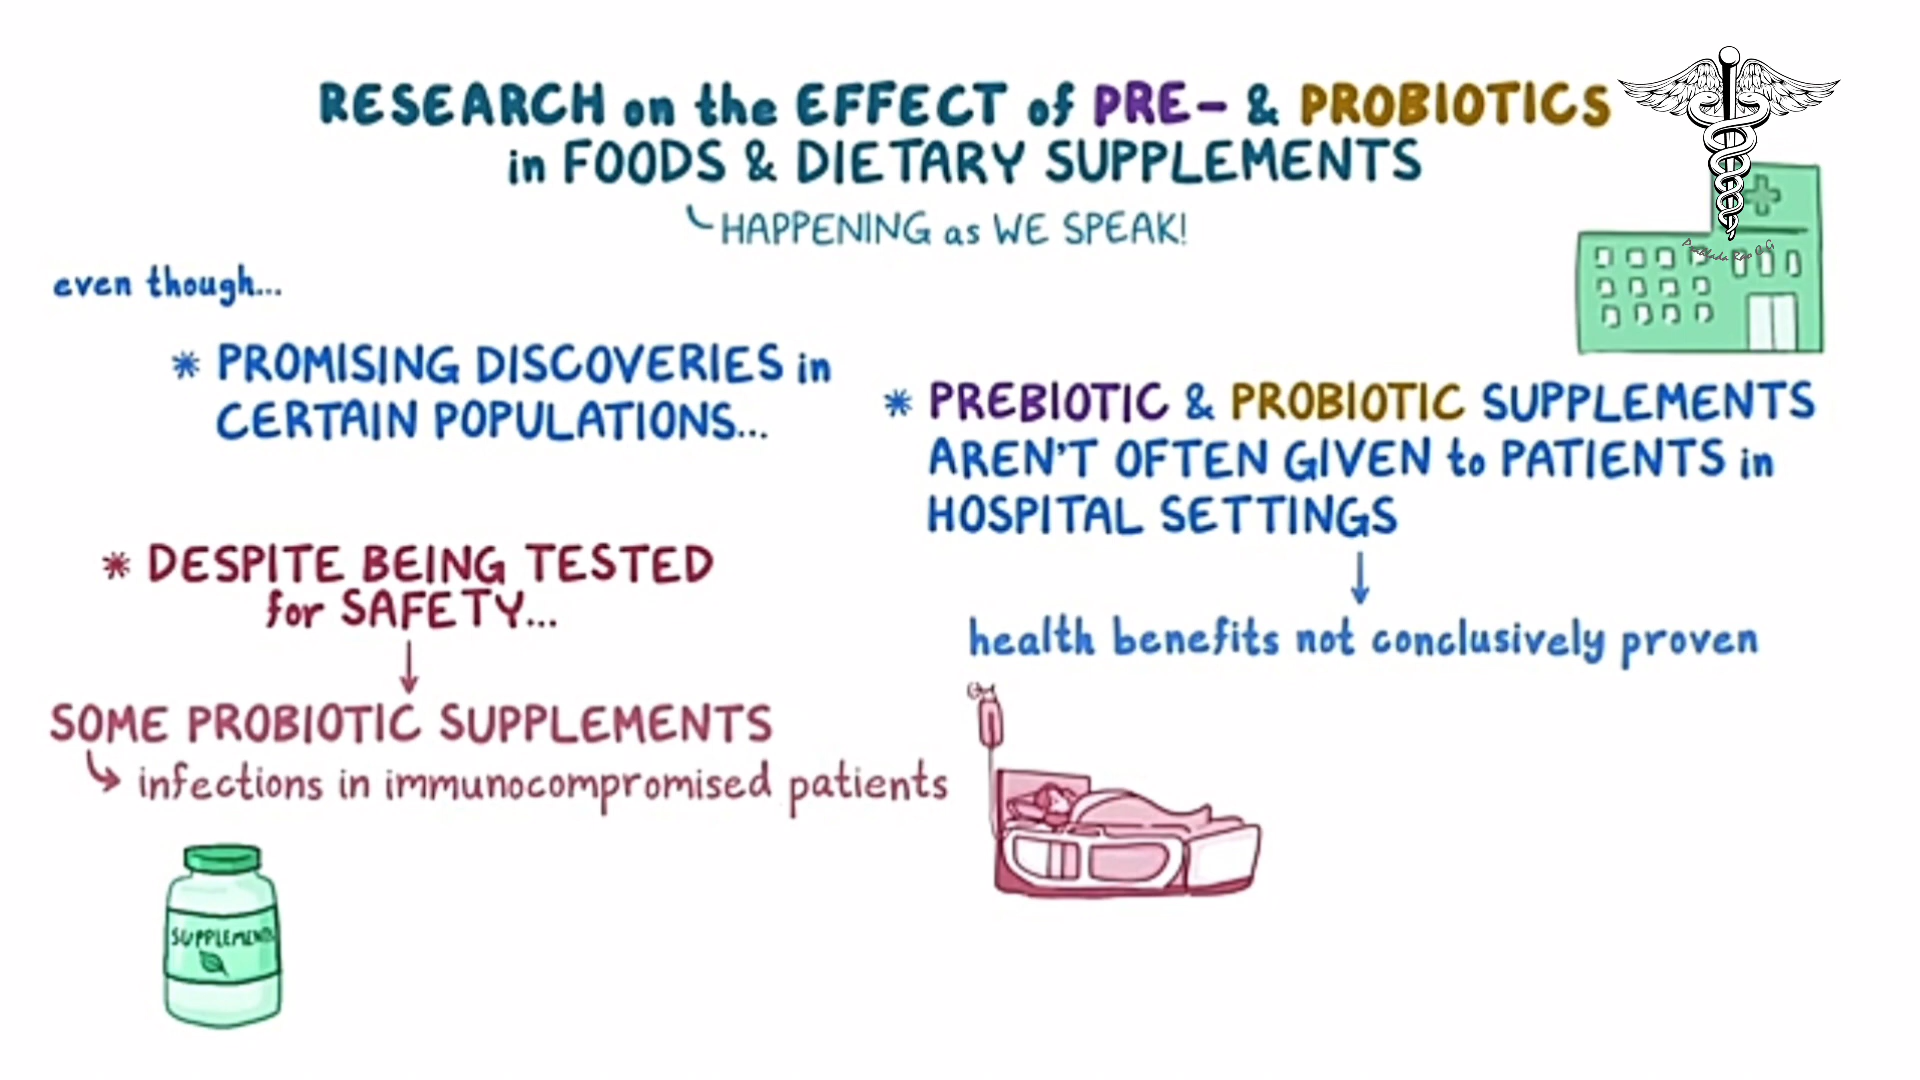 RESEARCH on the EFFECT of PRE- & PROBIOTICS
in FOODS & DIETARY SUPPLEMENTS
HAPPENING as WE SPEAK!
even though...
* PROMISING DISCOVERIES in
CERTAIN POPULATIONS...
* PREBIOTIC & PROBIOTIC SUPPLEMENTS
AREN'T OFTEN GIVEN to PATIENTS in
HOSPITAL SETTINGS
health benefits not conclusively proven
* DESPITE BEING TESTED
for SAFETY...
SOME PROBIOTIC SUPPLEMENTS
infections in immunocompromised patients
SUPPLEMENTS